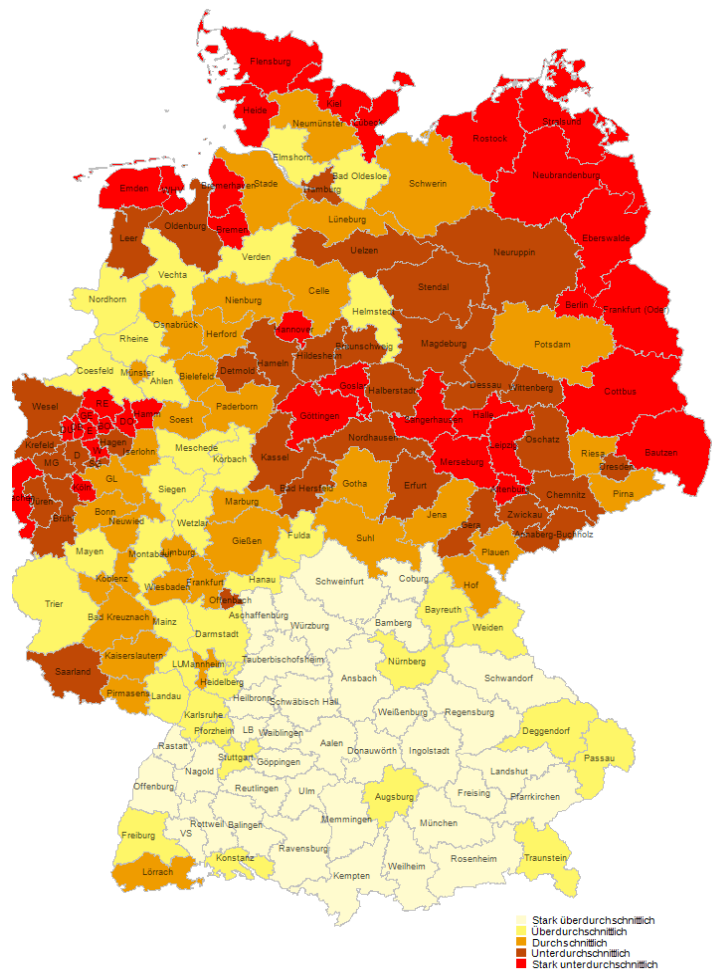 Flensburg
Heide
Kiel
Neumünster
Stralsund
Rostock
Elmshorn
Bad Oldesloe
Neubrandenburg
Emden
Bremerhaven
Stade
Hamburg
Schwerin
Leer
Oldenburg
Bremen
Lüneburg
Eberswalde
Verden
Uelzen
Neuruppin
Vechta
Nordhorn
Nienburg
Celle
Stendal
Helmstedt
Berlin
Frankfurt (Oder)
Osnabrück
Hannover
Rheine
Herford
Braunschweig
Magdeburg
Potsdam
Hildesheim
Coesfeld
Münster
Ahlen
Bielefeld
Detmold
Hameln
Goslar
Halberstadt
Dessau
Wittenberg
Cottbus
Wesel
RE
Hamm
DO
Soest
Paderborn
Göttingen
Sangerhausen
Halle
Krefeld
Hagen
Iserlohn
Meschede
Korbach
Kassel
Nordhausen
Leipzig
Oschatz
Riesa
Bautzen
MG
D
Merseburg
Dresden
Köln
GL
Siegen
Bad Hersfeld
Gotha
Erfurt
Altenburg
Chemnitz
Pirna
Düren
Brühl
Bonn
Marburg
Jena
Zwickau
Neuwied
Wetzlar
Gera
Annaberg-Buchholz
Mayen
Montabaur
Limburg
Gießen
Fulda
Suhl
Plauen
Koblenz
Wiesbaden
Frankfurt
Hanau
Schweinfurt
Coburg
Hof
Trier
Offenbach
Bad Kreuznach
Mainz
Aschaffenburg
Bayreuth
Darmstadt
Würzburg
Bamberg
Weiden
Kaiserslautern
Saarland
LU
Mannheim
Tauberbischofsheim
Nürnberg
Pirmasens
Landau
Heidelberg
Ansbach
Schwandorf
Heilbronn
Schwäbisch Hall
Karlsruhe
Weißenburg
Regensburg
Pforzheim
LB
Waiblingen
Deggendorf
Rastatt
Stuttgart
Aalen
Donauwörth
Ingolstadt
Passau
Nagold
Göppingen
Landshut
Offenburg
Reutlingen
Ulm
Augsburg
Freising
Pfarrkirchen
Freiburg
VS
Rottweil
Balingen
Memmingen
München
Lörrach
Konstanz
Ravensburg
Kempten
Weilheim
Rosenheim
Traunstein
Stark überdurchschnittlich
Überdurchschnittlich
Durchschnittlich
Unterdurchschnittlich
Stark unterdurchschnittlich